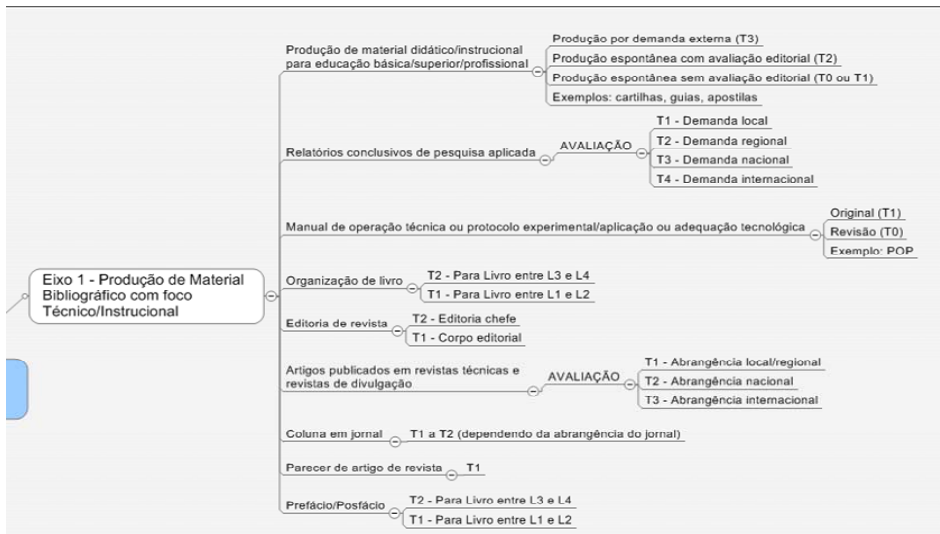 Produção de material didático/instrucional
para educação básica/superior/profissional
Produção por demanda externa (T3)
Produção espontânea com avaliação editorial (T2)
Produção espontânea sem avaliação editorial (T0 ou T1)
Exemplos: cartilhas, guias, apostilas
Relatórios conclusivos de pesquisa aplicada
AVALIAÇÃO
T1 - Demanda local
T2 - Demanda regional
T3 - Demanda nacional
T4 - Demanda internacional
Manual de operação técnica ou protocolo experimental/aplicação ou adequação tecnológica
Original (T1)
Revisão (T0)
Exemplo: POP
Eixo 1 - Produção de Material
Bibliográfico com foco
Técnico/Instrucional
Organização de livro
T2 - Para Livro entre L3 e L4
T1 - Para Livro entre L1 e L2
Editoria de revista
T2 - Editoria chefe
T1 - Corpo editorial
Artigos publicados em revistas técnicas e
revistas de divulgação
AVALIAÇÃO
T1 - Abrangência local/regional
T2 - Abrangência nacional
T3 - Abrangência internacional
Coluna em jornal
T1 a T2 (dependendo da abrangência do jornal)
Parecer de artigo de revista
T1
Prefácio/Posfácio
T2 - Para Livro entre L3 e L4
T1 - Para Livro entre L1 e L2